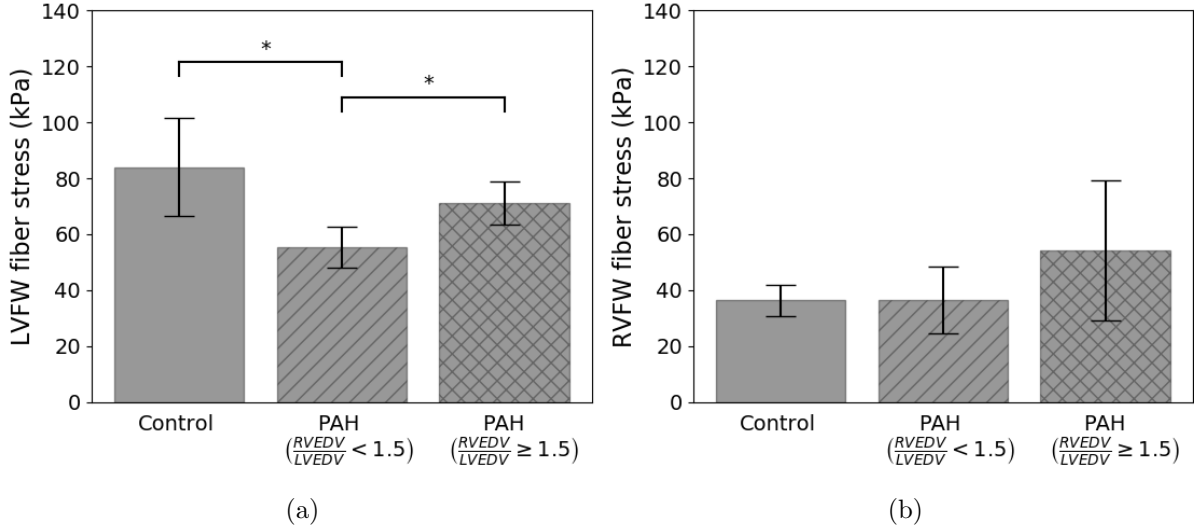 LVFW fiber stress (kPa)
140
120
100
80
60
40
20
0
*
*
Control
PAH
(RVEDV/LVEDV < 1.5)
PAH
(RVEDV/LVEDV ≥ 1.5)
(a)
RVFW fiber stress (kPa)
140
120
100
80
60
40
20
0
Control
PAH
(RVEDV/LVEDV < 1.5)
PAH
(RVEDV/LVEDV ≥ 1.5)
(b)